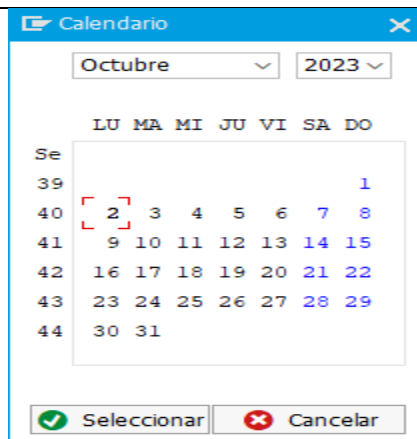 Calendario
Octubre 2023
LU MA MI JU VI SA DO
Se
39 1
40 2 3 4 5 6 7 8
41 9 10 11 12 13 14 15
42 16 17 18 19 20 21 22
43 23 24 25 26 27 28 29
44 30 31
Seleccionar Cancelar